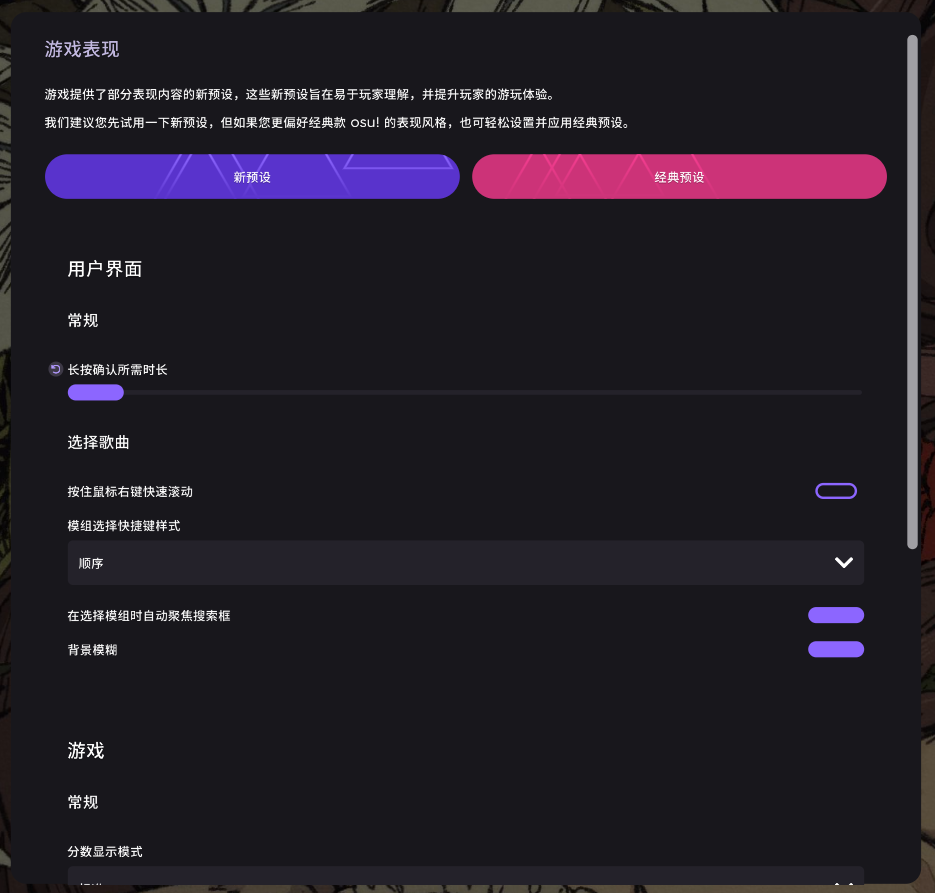 游戏表现
游戏提供了部分表现内容的新预设，这些新预设旨在易于玩家理解，并提升玩家的游玩体验。
我们建议您先试用一下新预设，但如果您更偏好经典款 osu! 的表现风格，也可轻松设置并应用经典预设。
新预设 经典预设
用户界面
常规
长按确认所需时长
选择歌曲
按住鼠标右键快速滚动
模组选择快捷键样式
顺序
在选择模组时自动聚焦搜索框
背景模糊
游戏
常规
分数显示模式